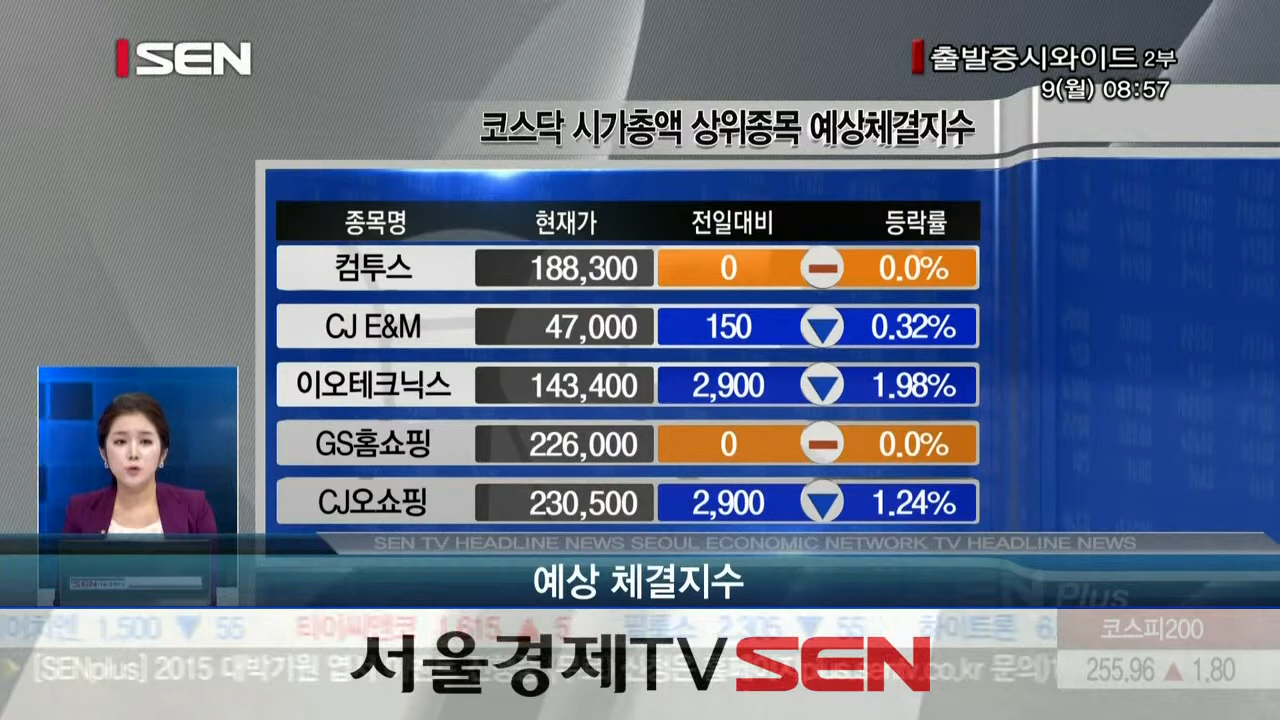 SEN
출발증시와이드 2부
9(월) 08:57
코스닥 시가총액 상위종목 예상체결지수
종목명 현재가 전일대비 등락률
컴투스 188,300 0 0.0%
CJ E&M 47,000 150 ▼ 0.32%
이오테크닉스 143,400 2,900 ▼ 1.98%
GS홈쇼핑 226,000 0 0.0%
CJ오쇼핑 230,500 2,900 ▼ 1.24%
SEN TV HEADLINE NEWS SEOUL ECONOMIC NETWORK TV HEADLINE NEWS
예상 체결지수
Plus
1,500 ▼ 55 1,615 ▲ 5 2,305 ▼ 55 코스피200
[SENplus] 2015 대박기원 255.96 ▲ 1.80
서울경제TV SEN